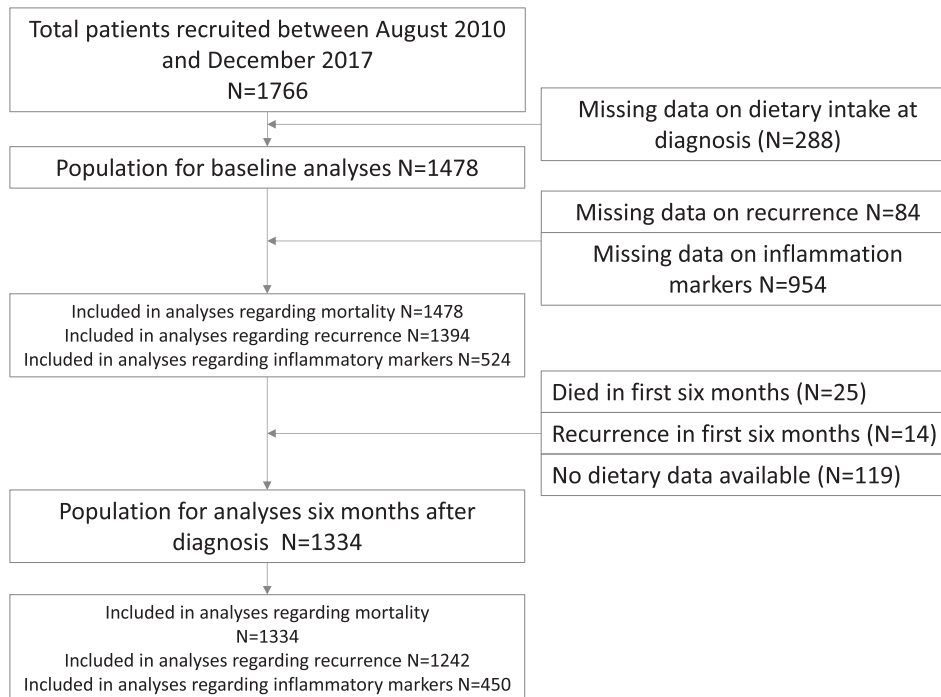 Total patients recruited between August 2010
and December 2017
N=1766
Missing data on dietary intake at
diagnosis (N=288)
Population for baseline analyses N=1478
Missing data on recurrence N=84
Missing data on inflammation
markers N=954
Included in analyses regarding mortality N=1478
Included in analyses regarding recurrence N=1394
Included in analyses regarding inflammatory markers N=524
Died in first six months (N=25)
Recurrence in first six months (N=14)
No dietary data available (N=119)
Population for analyses six months after
diagnosis N=1334
Included in analyses regarding mortality
N=1334
Included in analyses regarding recurrence N=1242
Included in analyses regarding inflammatory markers N=450